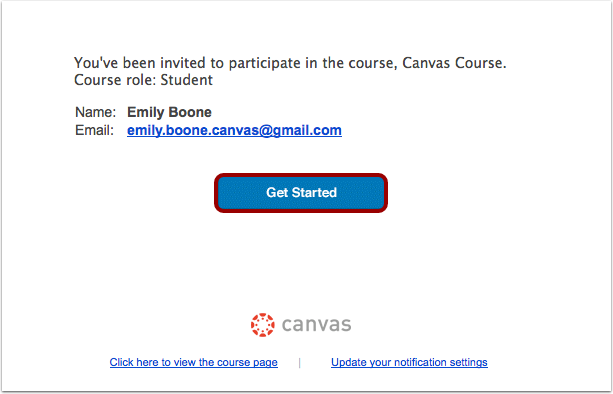 You've been invited to participate in the course, Canvas Course.
Course role: Student
Name: Emily Boone
Email: emily.boone.canvas@gmail.com
Get Started
canvas
Click here to view the course page | Update your notification settings